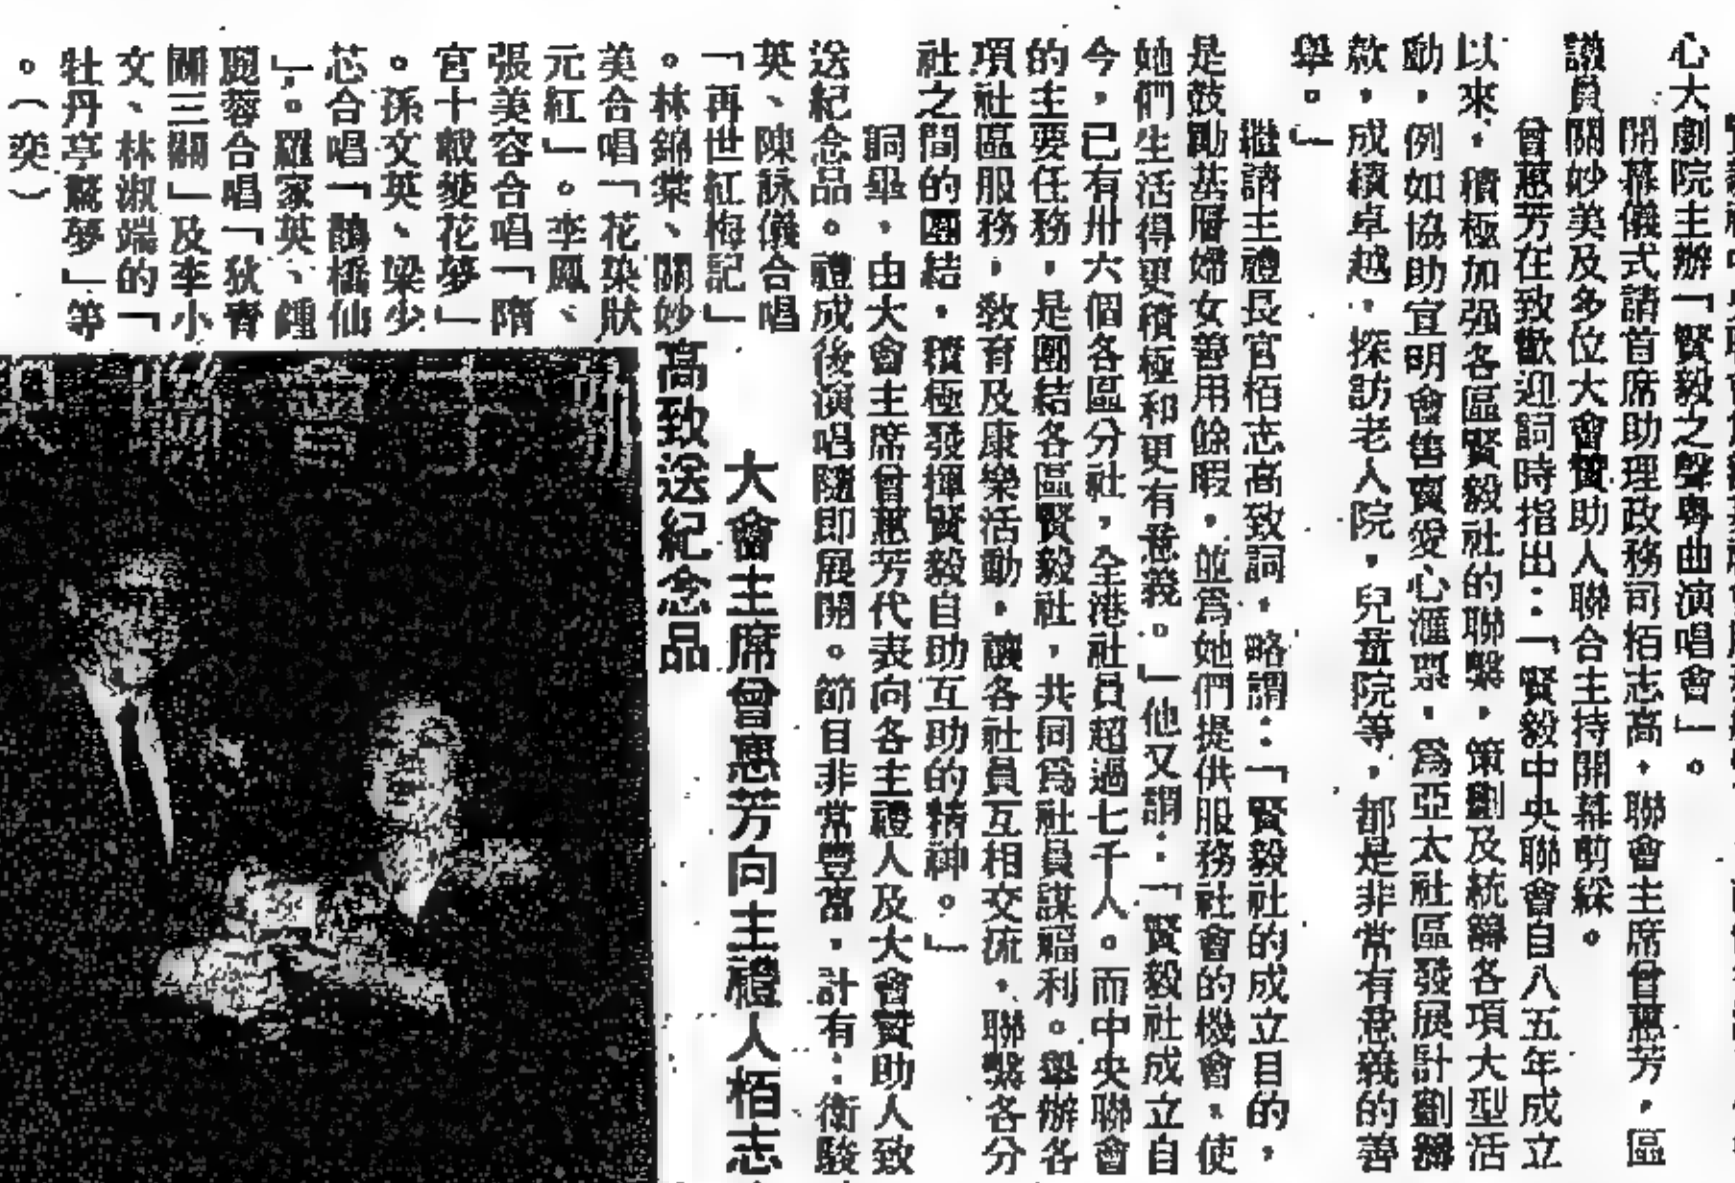 心大劇院主辦「賢毅之聲粵曲演唱會」。
開幕儀式請首席助理政務司栢志高，聯會主席曾蕙芳，區
議員關妙美及多位大會贊助人聯合主持開幕剪綵。
曾蕙芳在致歡迎詞時指出：「賢毅中央聯會自八五年成立
以來，積極加强各區賢毅社的聯繫，策劃及統籌各項大型活
動，例如協助宣明會售賣愛心滙票，爲亞太社區發展計劃籌
款，成績卓越，探訪老人院，兒童院等，都是非常有意義的善
舉。」
繼請主禮長官栢志高致詞，略謂：「賢毅社的成立目的，
是鼓勵基層婦女善用餘暇，並爲她們提供服務社會的機會，使
她們生活得更積極和更有意義。」他又謂：「賢毅社成立自
今，已有卅六個各區分社，全港社員超過七千人。而中央聯會
的主要任務，是團結各區賢毅社，共同爲社員謀福利。舉辦各
項社區服務，敎育及康樂活動，讓各社員互相交流，聯繫各分
社之間的團結，積極發揮賢毅自助互助的精神。」
詞畢，由大會主席曾蕙芳代表向各主禮人及大會贊助人致
送紀念品。禮成後演唱隨即展開。節目非常豐富，計有：衛駿
英、陳詠儀合唱
「再世紅梅記」
。林錦棠、關妙
美合唱「花染狀
元紅」。李鳳、
張美容合唱「隋
宮十載菱花夢」
。孫文英、梁少
芯合唱「鵲橋仙
」。羅家英、鍾
麗蓉合唱「狄青
闖三關」及李小
文、林淑端的「
牡丹亭驚夢」等
。（奕）
大會主席曾惠芳向主禮人栢志
高致送紀念品